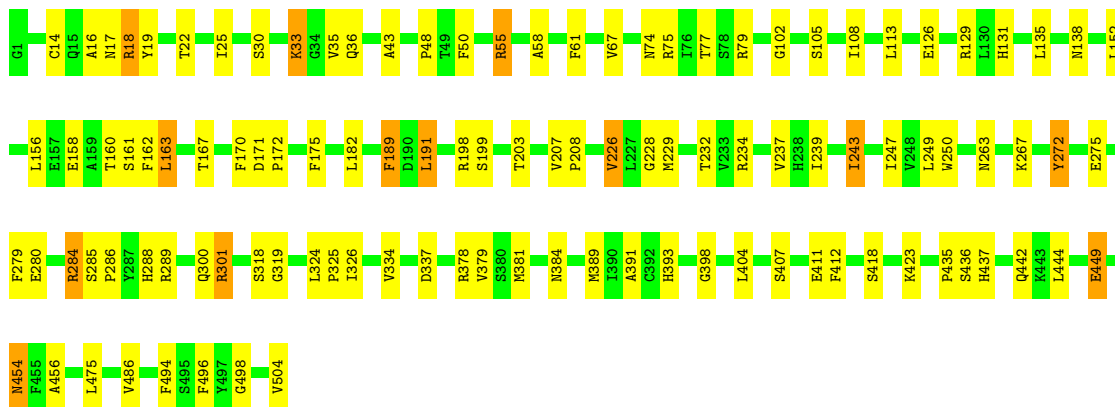 G1 C14 Q15 A16 N17 R18 Y19 T22 I25 S30 K33 G34 V35 Q36 A43 P48 T49 F50 R55 A58 F61 V67 N74 R75 I76 T77 S78 R79 G102 S105 I108 L113 E126 R129 L130 H131 L135 N138
L156 E157 E158 A159 T160 S161 F162 L163 T167 F170 D171 P172 F175 L182 F189 D190 L191 R198 S199 T203 V207 P208 V226 L227 G228 M229 T232 V233 R234 V237 H238 I239 I243 I247 V248 L249 W250 N263 K267 Y272 E275
F279 E280 R284 S285 P286 Y287 H288 R289 Q300 R301 S318 G319 L324 P325 I326 V334 D337 R378 V379 S380 M381 N384 M389 I390 A391 C392 H393 G398 L404 S407 E411 F412 S418 K423 P435 S436 H437 Q442 K443 L444 E449
N454 F455 A456 L475 V486 F494 S495 F496 Y497 G498 V504